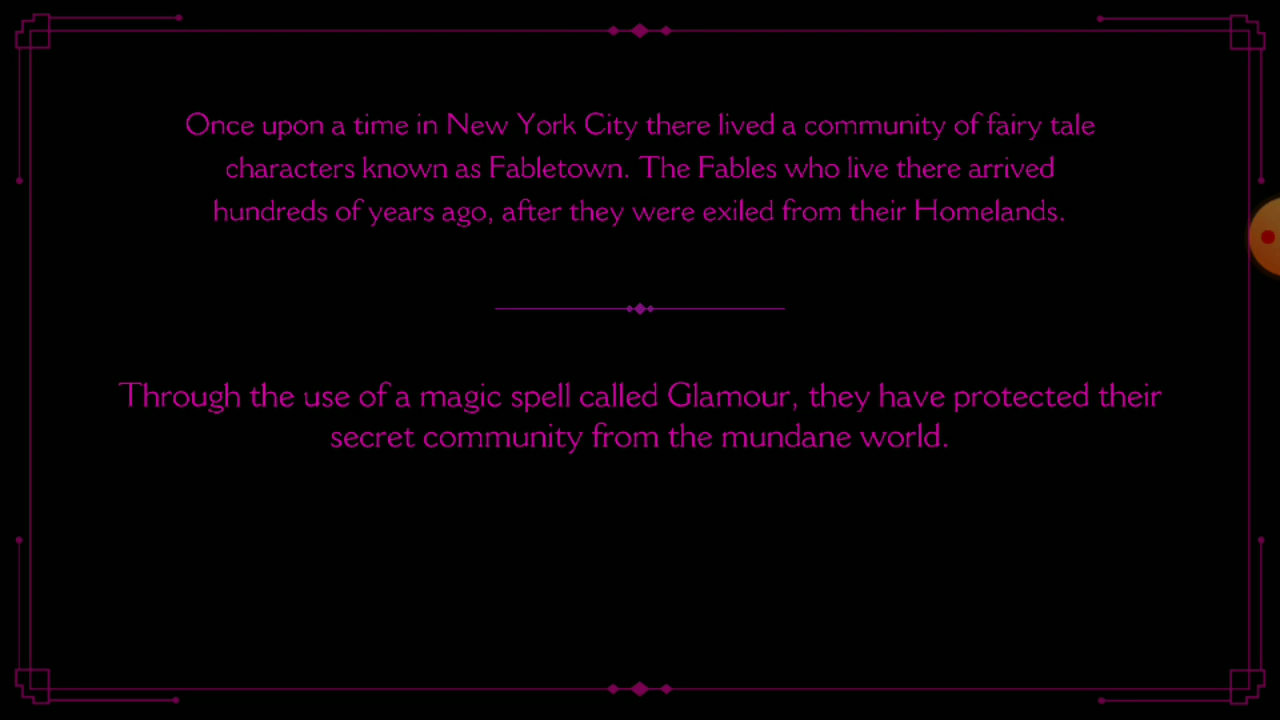 Once upon a time in New York City there lived a community of fairy tale
characters known as Fabletown. The Fables who live there arrived
hundreds of years ago, after they were exiled from their Homelands.
Through the use of a magic spell called Glamour, they have protected their
secret community from the mundane world.